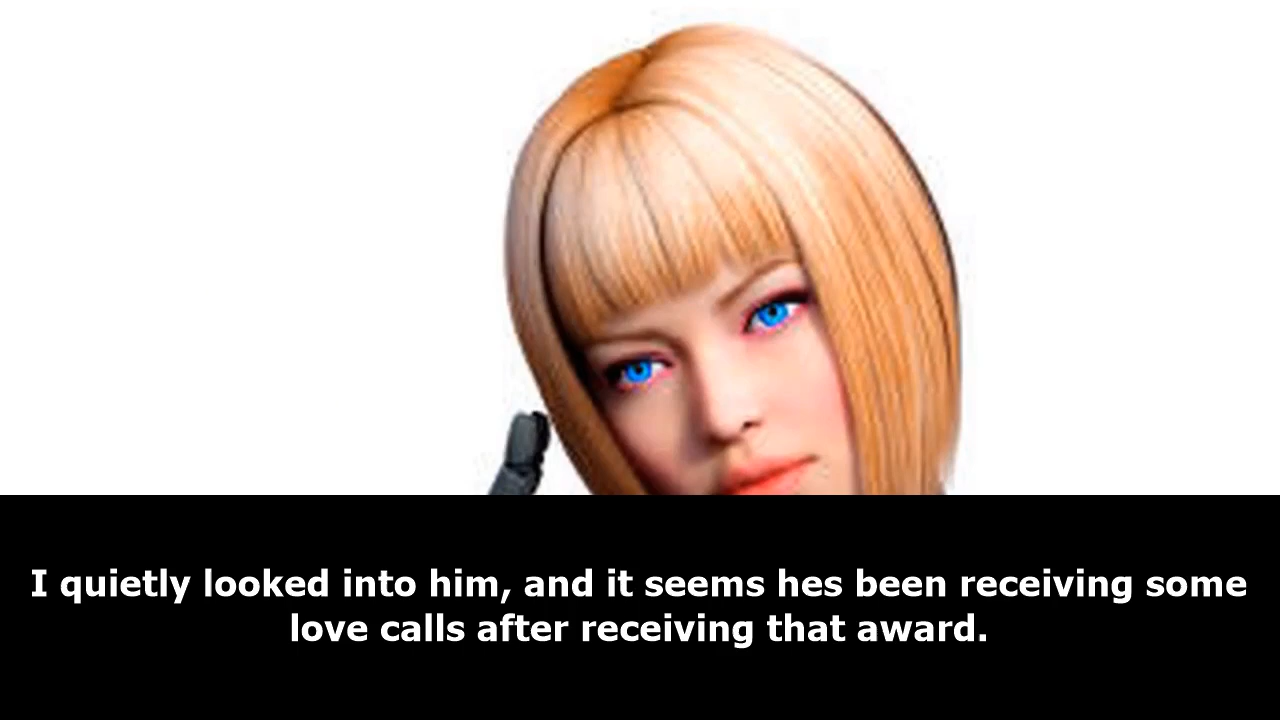 I quietly looked into him, and it seems hes been receiving some
love calls after receiving that award.